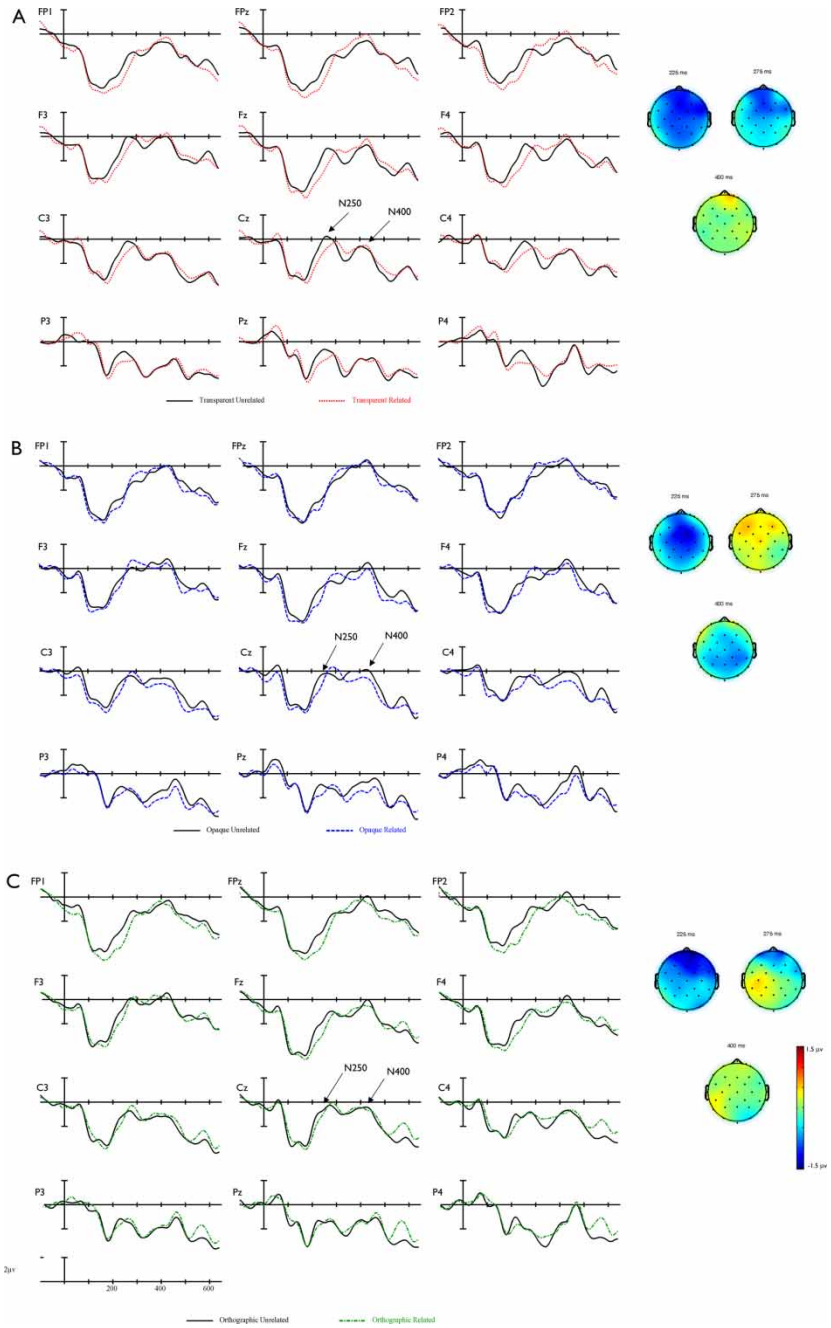 A
FP1 FPz FP2
225 ms 275 ms
F3 Fz F4
400 ms
N250 N400
C3 Cz C4
P3 Pz P4
Transparent Unrelated Transparent Related
B
FP1 FPz FP2
225 ms 275 ms
F3 Fz F4
400 ms
N250 N400
C3 Cz C4
P3 Pz P4
Opaque Unrelated Opaque Related
C
FP1 FPz FP2
225 ms 275 ms
F3 Fz F4
400 ms 1.5 µv
N250 N400
C3 Cz C4
-1.5 µv
P3 Pz P4
2µv
200 400 600
Orthographic Unrelated Orthographic Related